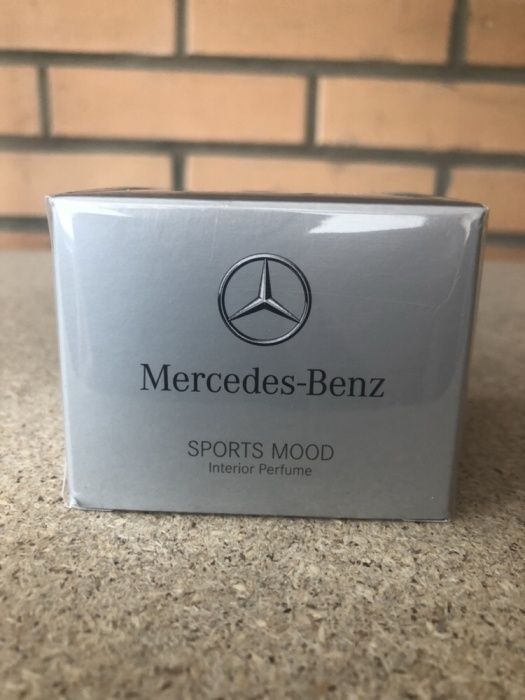 Mercedes-Benz
SPORTS MOOD
Interior Perfume